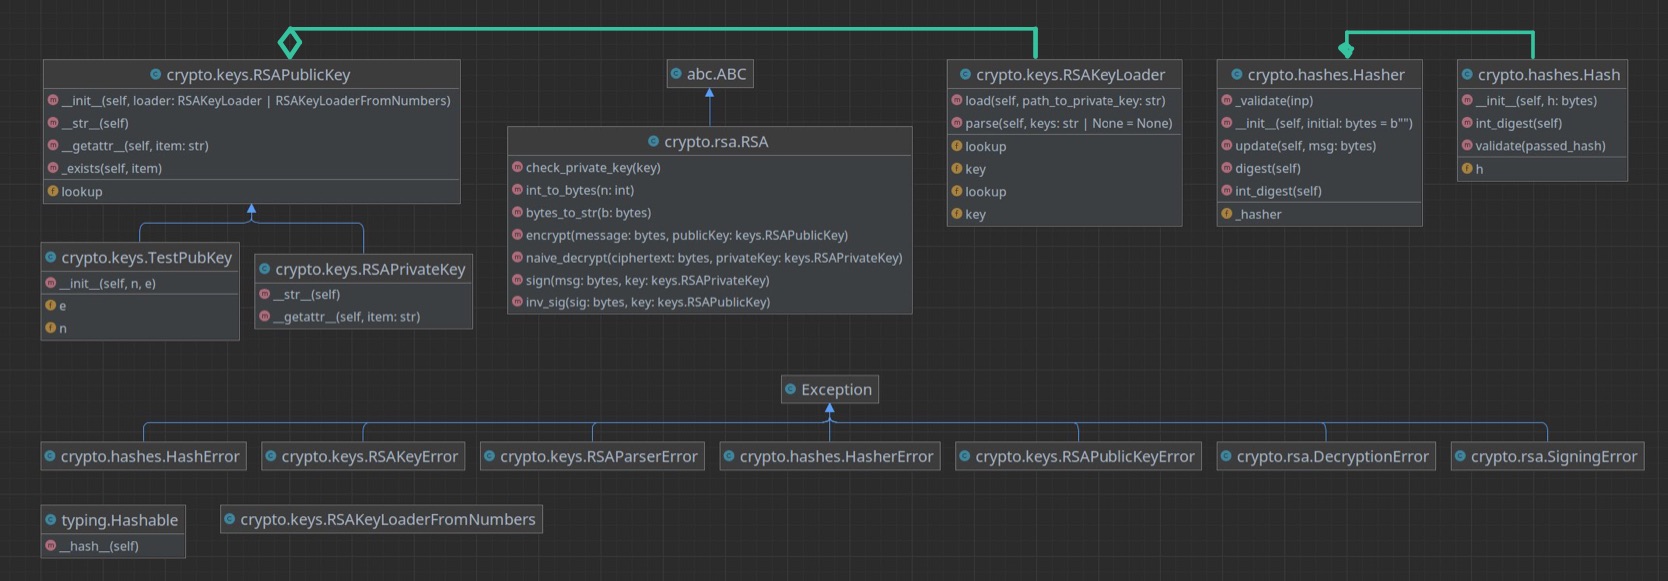 crypto.keys.RSAPublicKey
__init__(self, loader: RSAKeyLoader | RSAKeyLoaderFromNumbers)
__str__(self)
__getattr__(self, item: str)
_exists(self, item)
lookup
crypto.keys.TestPubKey
__init__(self, n, e)
e
n
crypto.keys.RSAPrivateKey
__str__(self)
__getattr__(self, item: str)
abc.ABC
crypto.rsa.RSA
check_private_key(key)
int_to_bytes(n: int)
bytes_to_str(b: bytes)
encrypt(message: bytes, publicKey: keys.RSAPublicKey)
naive_decrypt(ciphertext: bytes, privateKey: keys.RSAPrivateKey)
sign(msg: bytes, key: keys.RSAPrivateKey)
inv_sig(sig: bytes, key: keys.RSAPublicKey)
crypto.keys.RSAKeyLoader
load(self, path_to_private_key: str)
parse(self, keys: str | None = None)
lookup
key
lookup
key
crypto.hashes.Hasher
_validate(inp)
__init__(self, initial: bytes = b"")
update(self, msg: bytes)
digest(self)
int_digest(self)
_hasher
crypto.hashes.Hash
__init__(self, h: bytes)
int_digest(self)
validate(passed_hash)
h
Exception
crypto.hashes.HashError
crypto.keys.RSAKeyError
crypto.keys.RSAParserError
crypto.hashes.HasherError
crypto.keys.RSAPublicKeyError
crypto.rsa.DecryptionError
crypto.rsa.SigningError
typing.Hashable
__hash__(self)
crypto.keys.RSAKeyLoaderFromNumbers